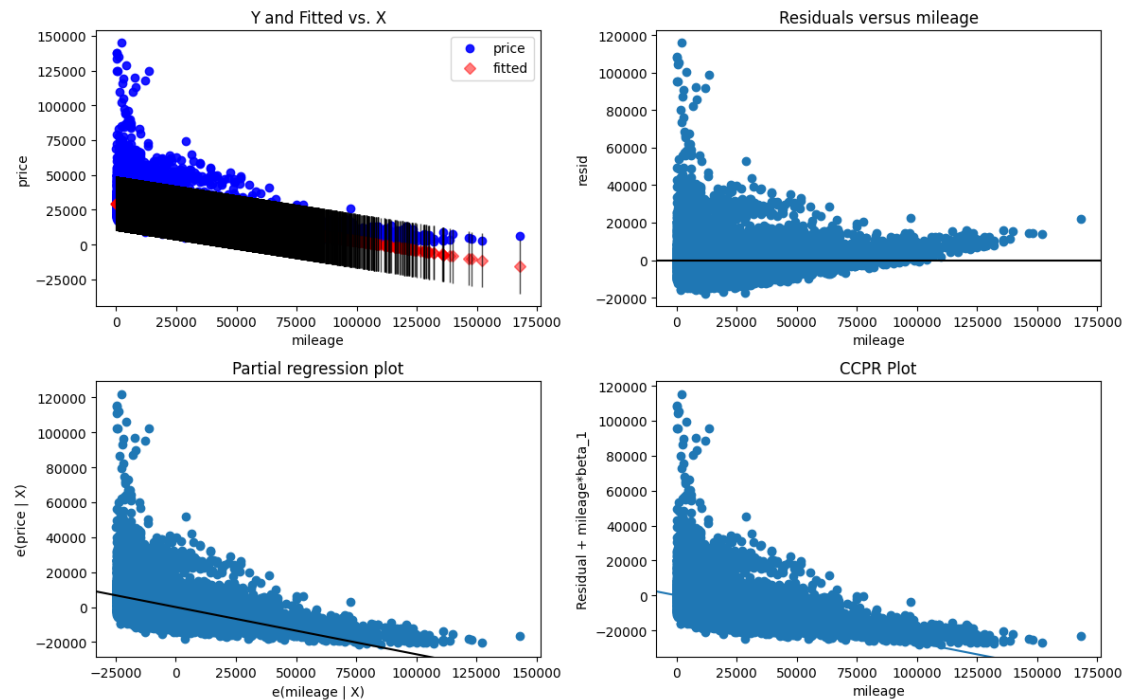 Y and Fitted vs. X
150000
125000
100000
75000
50000
25000
0
−25000
price
price
fitted
0 25000 50000 75000 100000 125000 150000 175000
mileage
Residuals versus mileage
120000
100000
80000
60000
40000
20000
0
−20000
resid
0 25000 50000 75000 100000 125000 150000 175000
mileage
Partial regression plot
120000
100000
80000
60000
40000
20000
0
−20000
e(price | X)
−25000 0 25000 50000 75000 100000 125000 150000
e(mileage | X)
CCPR Plot
120000
100000
80000
60000
40000
20000
0
−20000
Residual + mileage*beta_1
0 25000 50000 75000 100000 125000 150000 175000
mileage